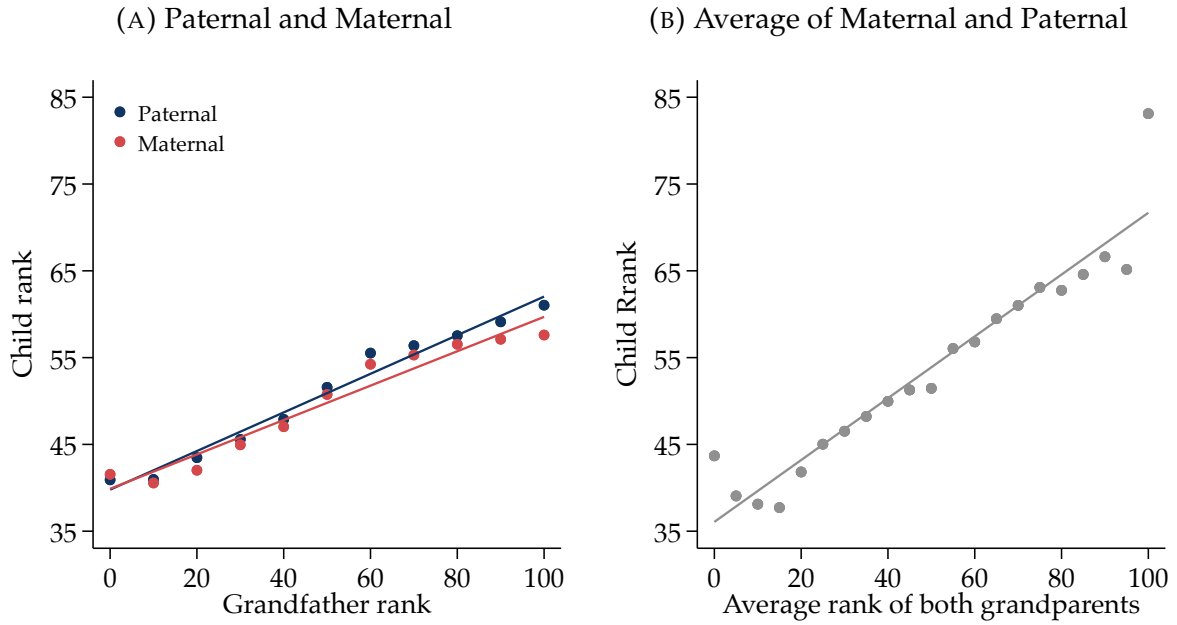 (A) Paternal and Maternal
85
75
65
55
45
35
Child rank
Paternal
Maternal
0 20 40 60 80 100
Grandfather rank
(B) Average of Maternal and Paternal
85
75
65
55
45
35
Child Rrank
0 20 40 60 80 100
Average rank of both grandparents